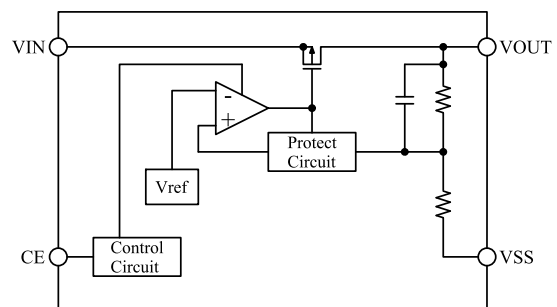 VIN
VOUT
-
+
Protect
Circuit
Vref
CE
Control
Circuit
VSS